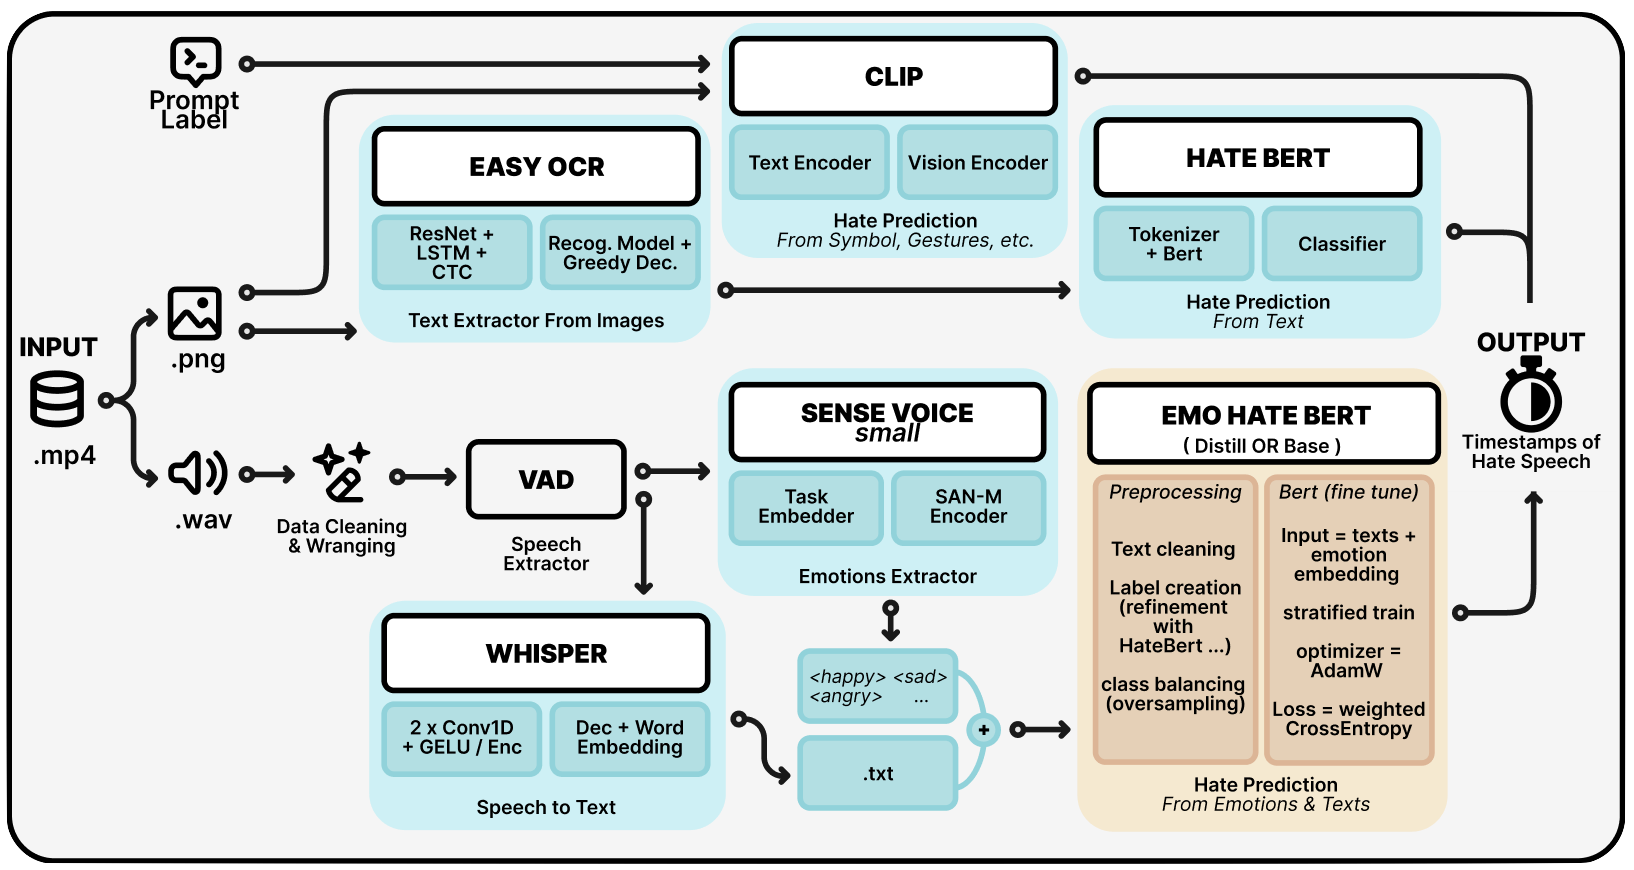 Prompt
Label
CLIP
Text Encoder
Vision Encoder
Hate Prediction
From Symbol, Gestures, etc.
EASY OCR
ResNet +
LSTM +
CTC
Recog. Model +
Greedy Dec.
Text Extractor From Images
HATE BERT
Tokenizer
+ Bert
Classifier
Hate Prediction
From Text
INPUT
.mp4
.png
.wav
Data Cleaning
& Wranging
VAD
Speech
Extractor
SENSE VOICE
small
Task
Embedder
SAN-M
Encoder
Emotions Extractor
WHISPER
2 x Conv1D
+ GELU / Enc
Dec + Word
Embedding
Speech to Text
<happy> <sad>
<angry> ...
+
.txt
EMO HATE BERT
( Distill OR Base )
Preprocessing
Text cleaning
Label creation
(refinement
with
HateBert ...)
class balancing
(oversampling)
Bert (fine tune)
Input = texts +
emotion
embedding
stratified train
optimizer =
AdamW
Loss = weighted
CrossEntropy
Hate Prediction
From Emotions & Texts
OUTPUT
Timestamps of
Hate Speech